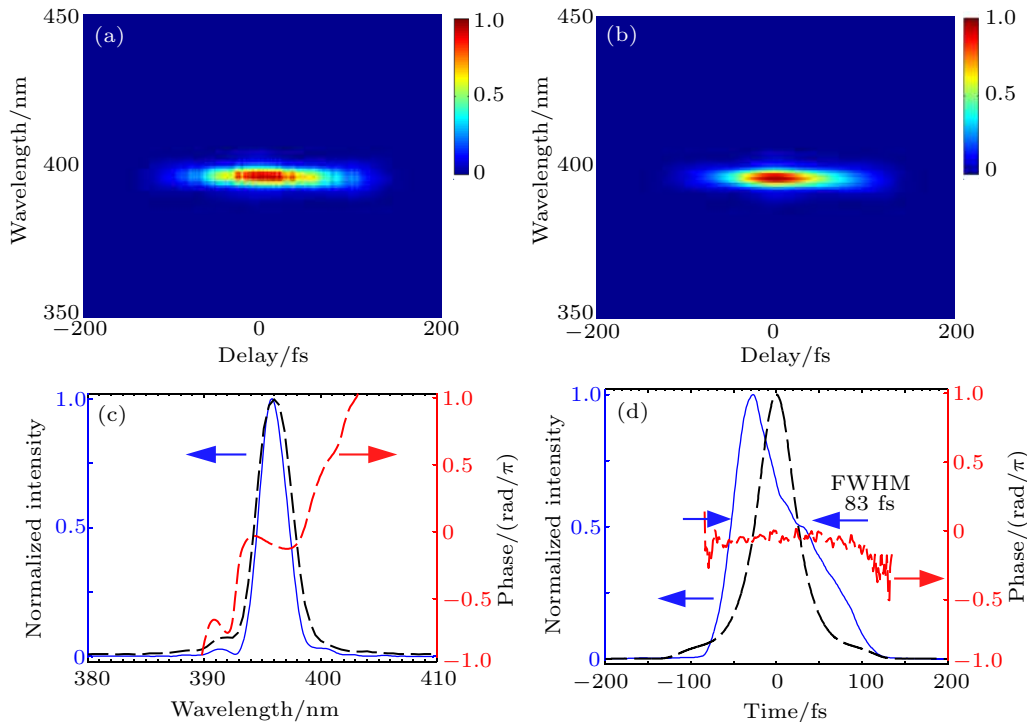 (a)
450
400
350
Wavelength/nm
−200
0
200
Delay/fs
1.0
0.5
0
(b)
450
400
350
Wavelength/nm
−200
0
200
Delay/fs
1.0
0.5
0
(c)
1.0
0.5
0
Normalized intensity
380
390
400
410
Wavelength/nm
1.0
0.5
0
−0.5
−1.0
Phase/(rad/π)
(d)
1.0
0.5
0
Normalized intensity
FWHM
83 fs
−200
−100
0
100
200
Time/fs
1.0
0.5
0
−0.5
−1.0
Phase/(rad/π)